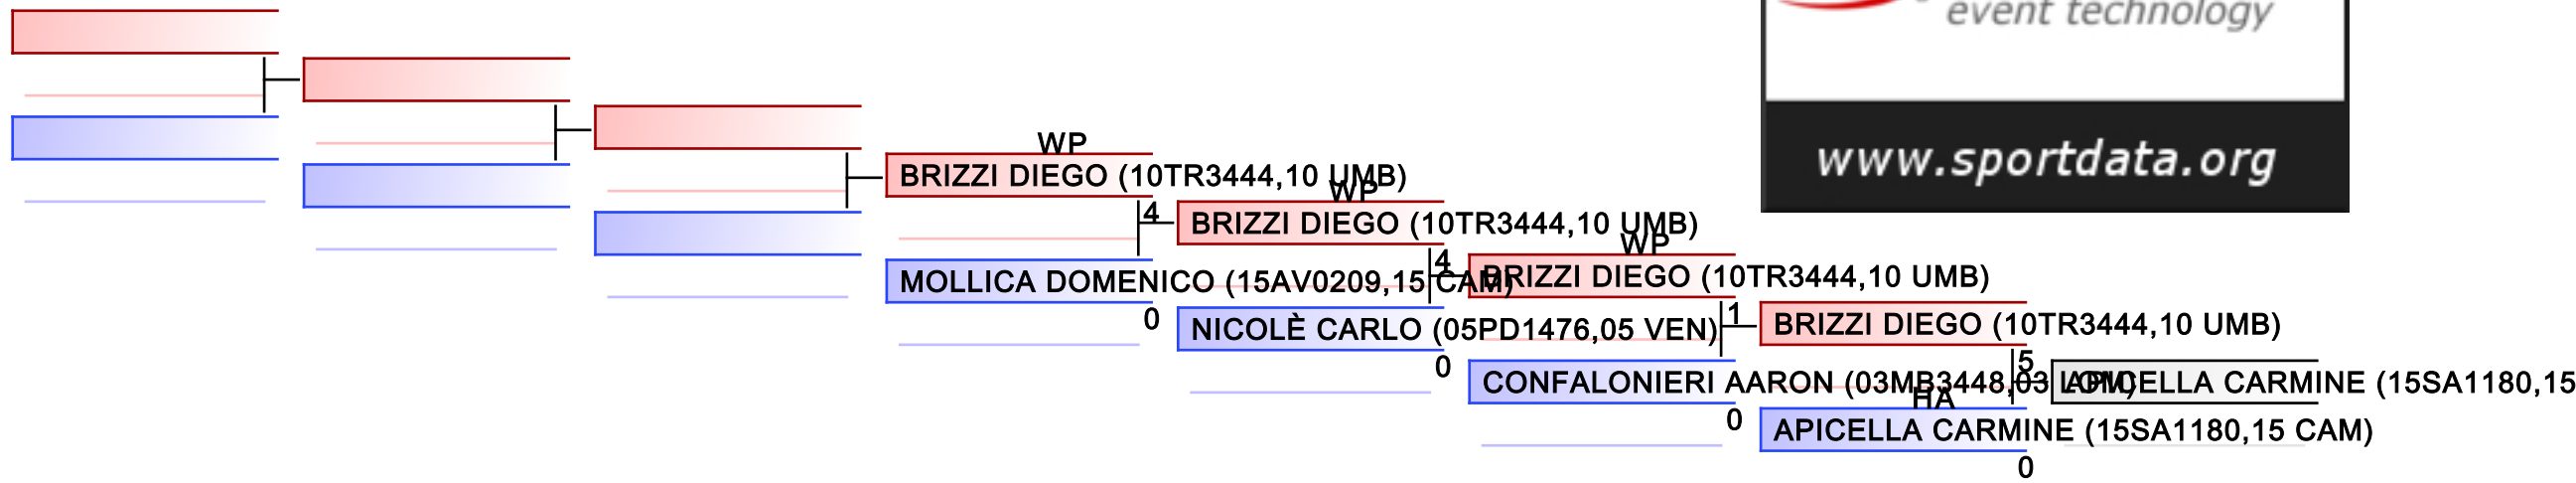 event technology
www.sportdata.org
WP
BRIZZI DIEGO (10TR3444,10 UMB)
4
MOLLICA DOMENICO (15AV0209,15 CAM)
0
WP
BRIZZI DIEGO (10TR3444,10 UMB)
4
NICOLÈ CARLO (05PD1476,05 VEN)
0
WP
BRIZZI DIEGO (10TR3444,10 UMB)
1
CONFALONIERI AARON (03MB3448,03 LOM)
0
BRIZZI DIEGO (10TR3444,10 UMB)
5
HA
APICELLA CARMINE (15SA1180,15 CAM)
0
APICELLA CARMINE (15SA1180,15